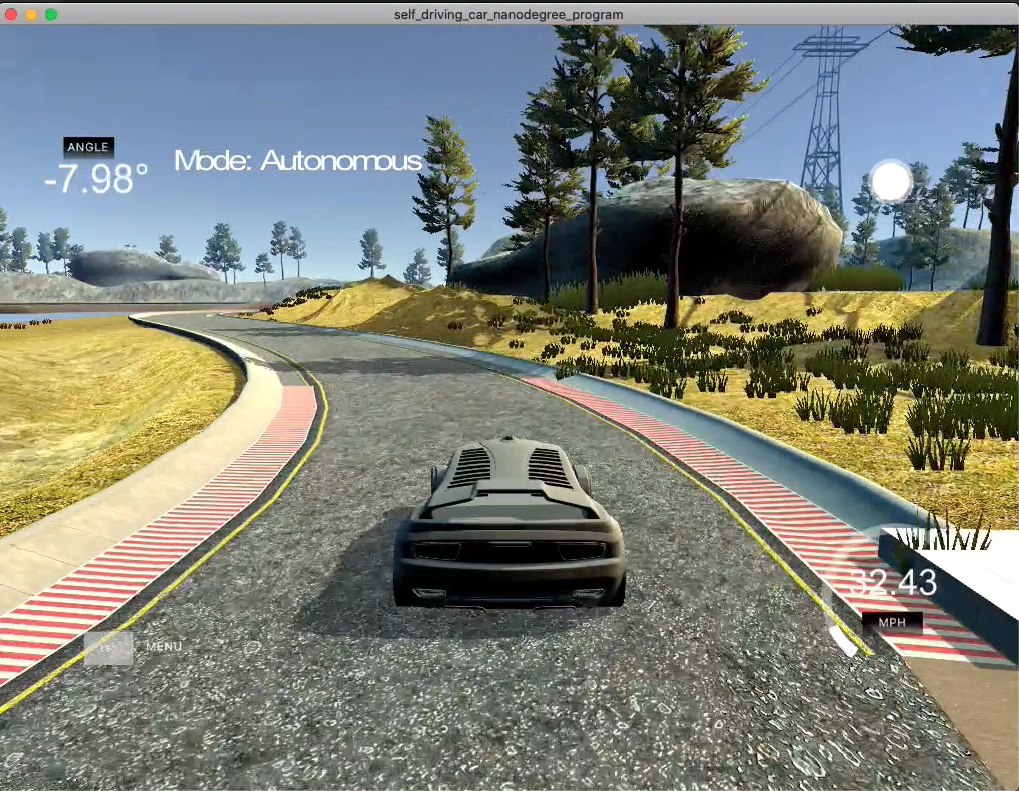 self_driving_car_nanodegree_program
ANGLE
-7.98°
Mode: Autonomous
32.43
MPH
ESC
MENU